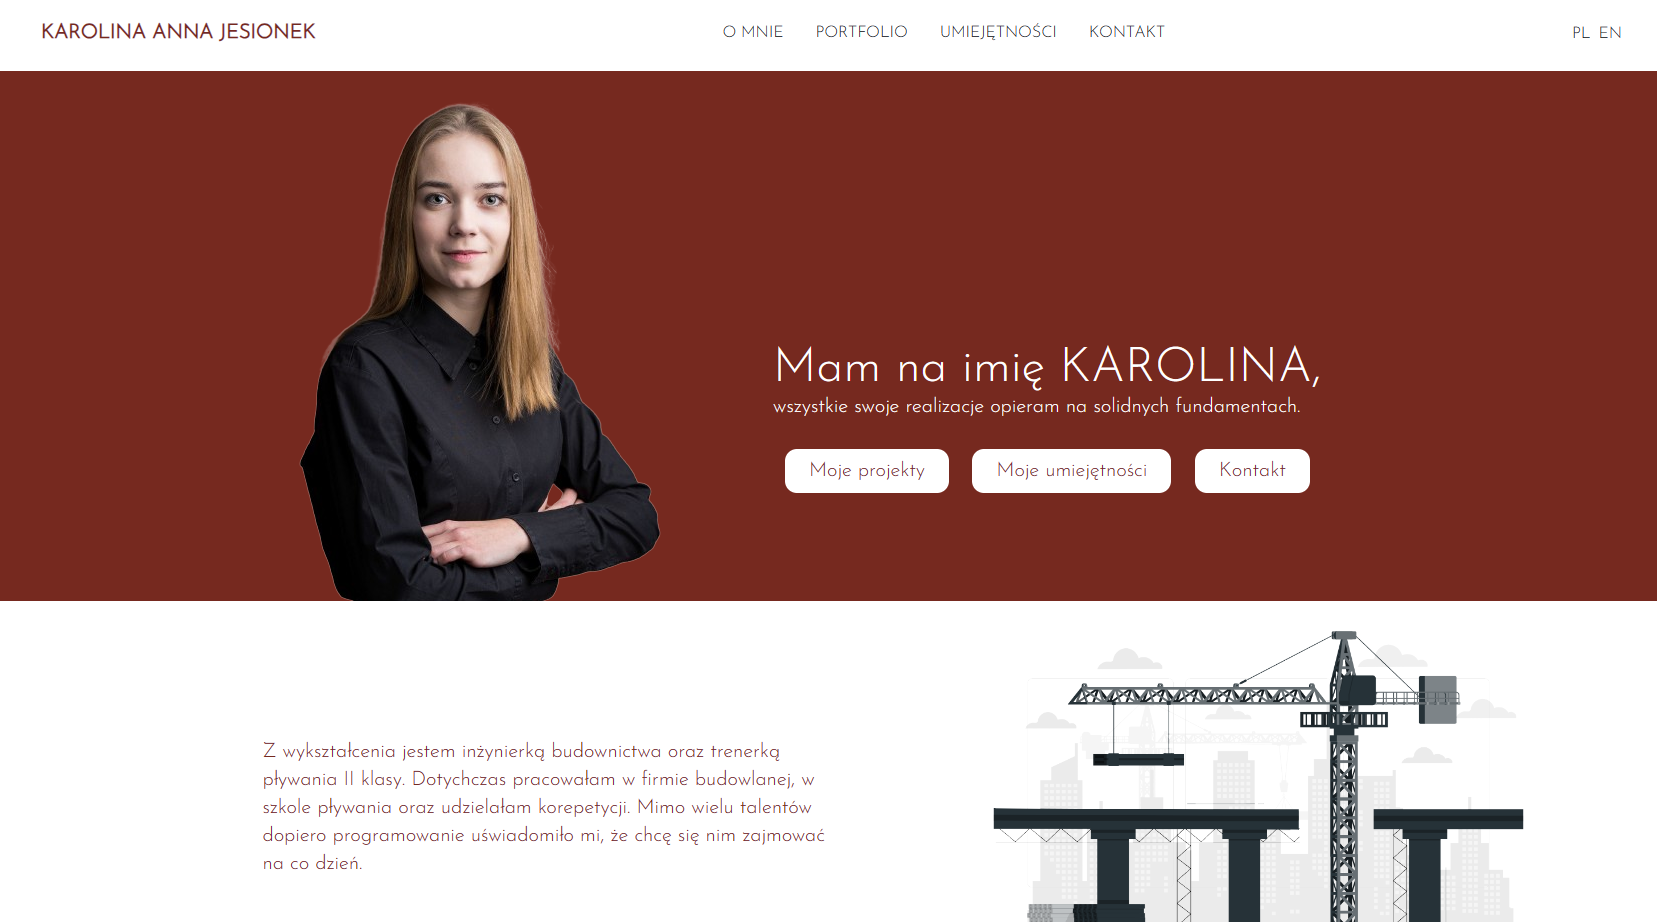 KAROLINA ANNA JESIONEK
O MNIE PORTFOLIO UMIEJĘTNOŚCI KONTAKT
PL EN
Mam na imię KAROLINA,
wszystkie swoje realizacje opieram na solidnych fundamentach.
Moje projekty Moje umiejętności Kontakt
Z wykształcenia jestem inżynierką budownictwa oraz trenerką
pływania II klasy. Dotychczas pracowałam w firmie budowlanej, w
szkole pływania oraz udzielałam korepetycji. Mimo wielu talentów
dopiero programowanie uświadomiło mi, że chcę się nim zajmować
na co dzień.